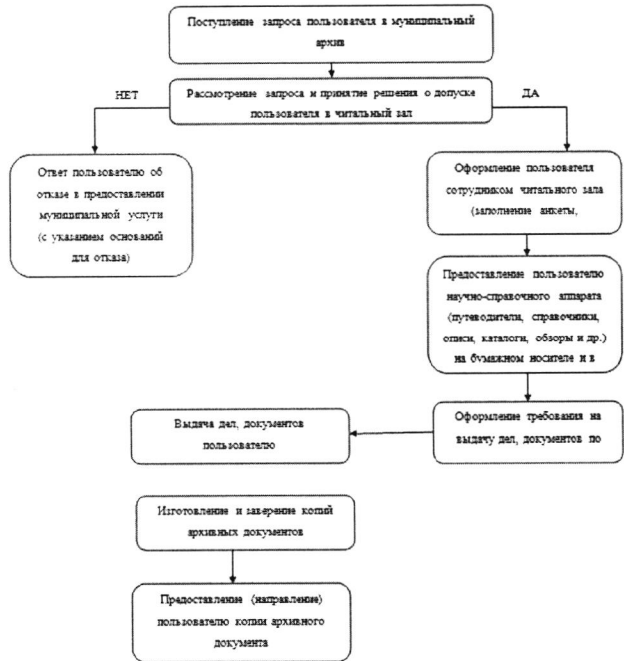 Поступление запроса пользователя в муниципальный
архив
Рассмотрение запроса и принятие решения о допуске
пользователя в читальный зал
НЕТ
ДА
Ответ пользователю об
отказе в предоставлении
муниципальной услуги
(с указанием оснований
для отказа)
Оформление пользователя
сотрудником читального зала
(заполнение анкеты,
Предоставление пользователю
научно-справочного аппарата
(путеводители, справочники,
описи, каталоги, обзоры и др.)
на бумажном носителе и в
Оформление требования на
выдачу дел, документов по
Выдача дел, документов
пользователю
Изготовление и заверение копий
архивных документов
Предоставление (направление)
пользователю копии архивного
документа